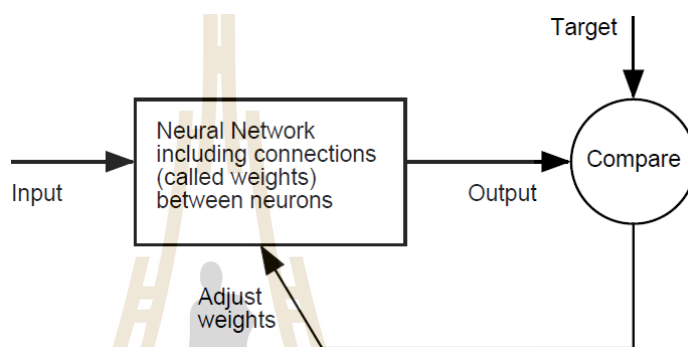 Target
Neural Network
including connections
(called weights)
between neurons
Compare
Input
Output
Adjust
weights